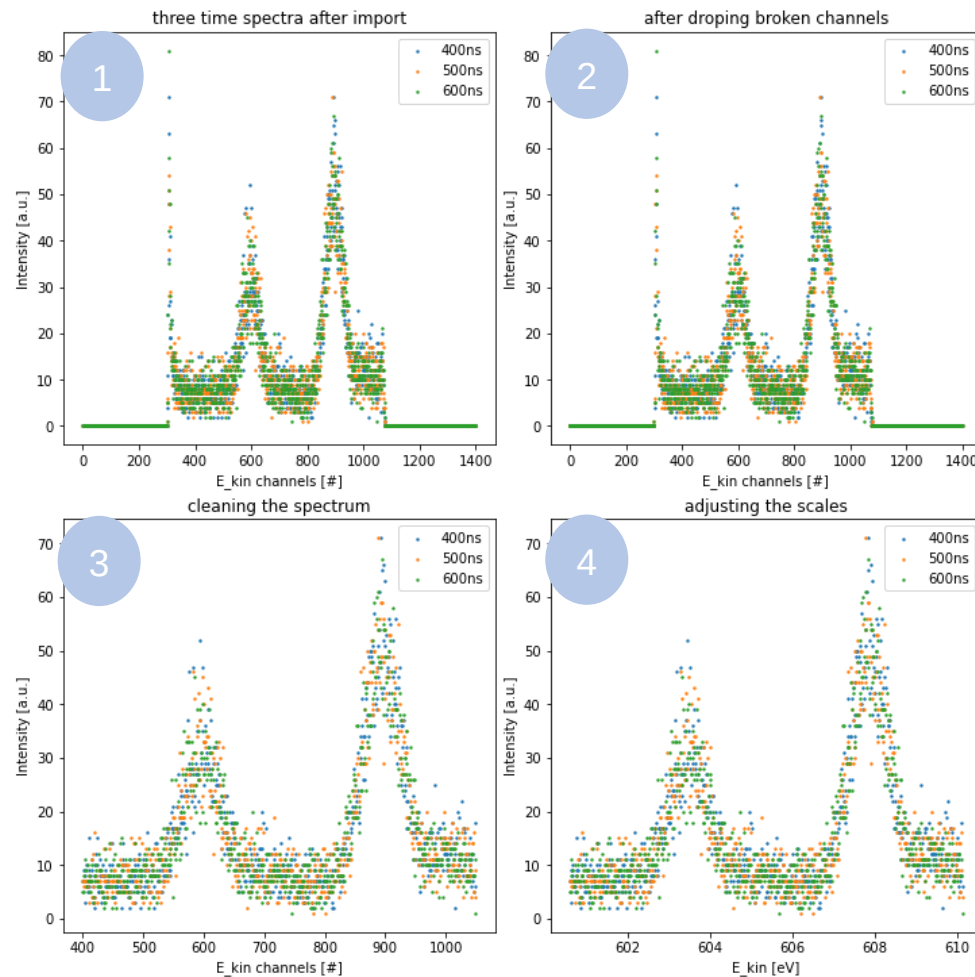 three time spectra after import
1
400ns
500ns
600ns
Intensity [a.u.]
80
70
60
50
40
30
20
10
0
0 200 400 600 800 1000 1200 1400
E_kin channels [#]
after droping broken channels
2
400ns
500ns
600ns
Intensity [a.u.]
80
70
60
50
40
30
20
10
0
0 200 400 600 800 1000 1200 1400
E_kin channels [#]
cleaning the spectrum
3
400ns
500ns
600ns
Intensity [a.u.]
70
60
50
40
30
20
10
0
400 500 600 700 800 900 1000
E_kin channels [#]
adjusting the scales
4
400ns
500ns
600ns
Intensity [a.u.]
70
60
50
40
30
20
10
0
602 604 606 608 610
E_kin [eV]